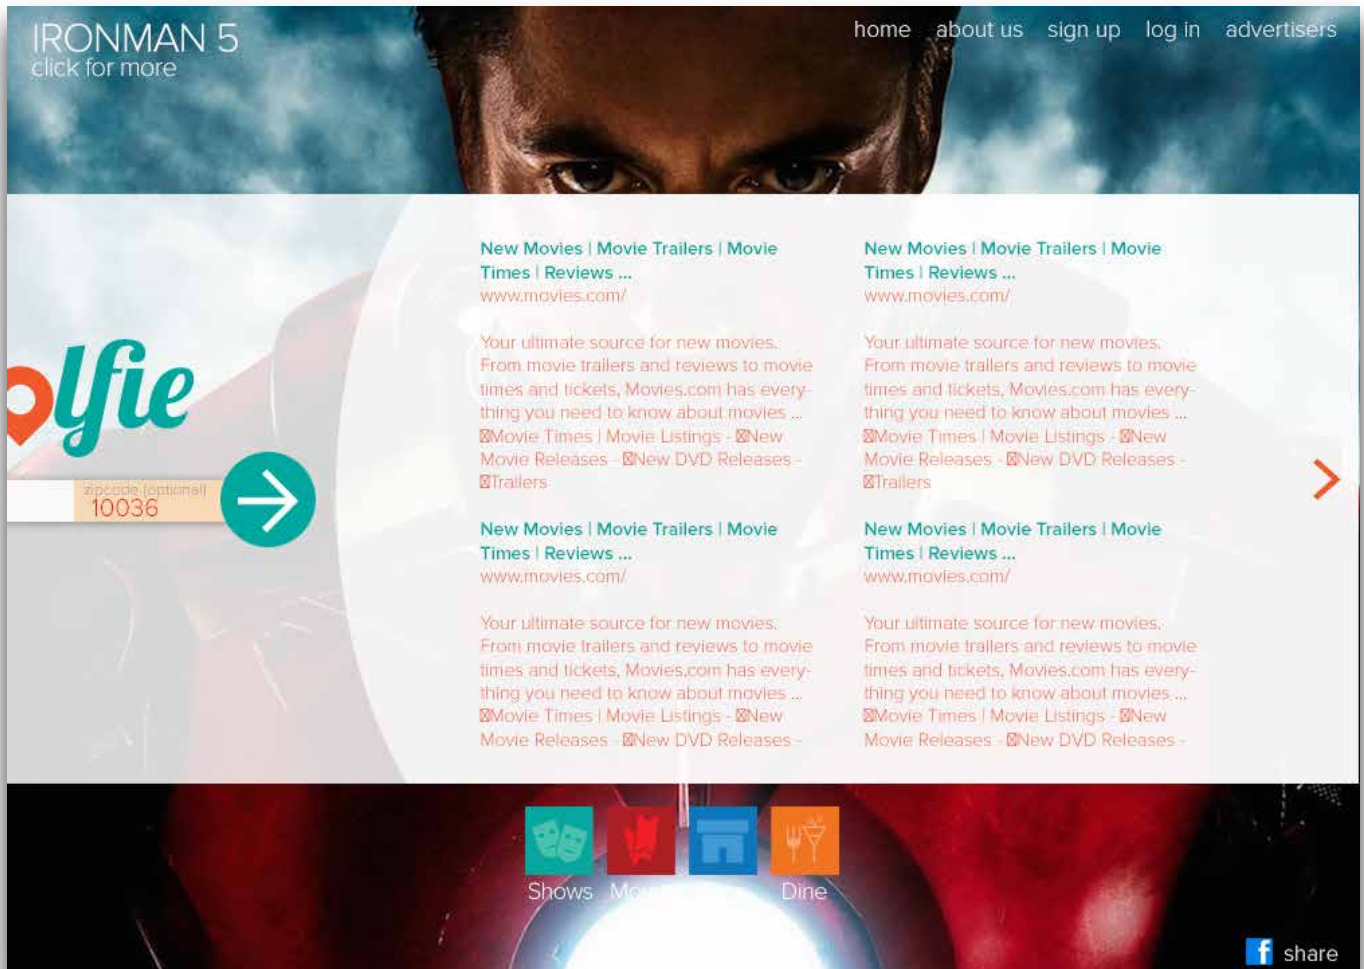 IRONMAN 5
click for more
home about us sign up log in advertisers
New Movies | Movie Trailers | Movie
Times | Reviews ...
www.movies.com/
Your ultimate source for new movies.
From movie trailers and reviews to movie
times and tickets, Movies.com has every-
thing you need to know about movies ...
Movie Times | Movie Listings - New
Movie Releases - New DVD Releases -
Trailers
New Movies | Movie Trailers | Movie
Times | Reviews ...
www.movies.com/
Your ultimate source for new movies.
From movie trailers and reviews to movie
times and tickets, Movies.com has every-
thing you need to know about movies ...
Movie Times | Movie Listings - New
Movie Releases - New DVD Releases -
New Movies | Movie Trailers | Movie
Times | Reviews ...
www.movies.com/
Your ultimate source for new movies.
From movie trailers and reviews to movie
times and tickets, Movies.com has every-
thing you need to know about movies ...
Movie Times | Movie Listings - New
Movie Releases - New DVD Releases -
Trailers
New Movies | Movie Trailers | Movie
Times | Reviews ...
www.movies.com/
Your ultimate source for new movies.
From movie trailers and reviews to movie
times and tickets, Movies.com has every-
thing you need to know about movies ...
Movie Times | Movie Listings - New
Movie Releases - New DVD Releases -
olfie
zipcode (optional)
10036
Shows
Dine
f share